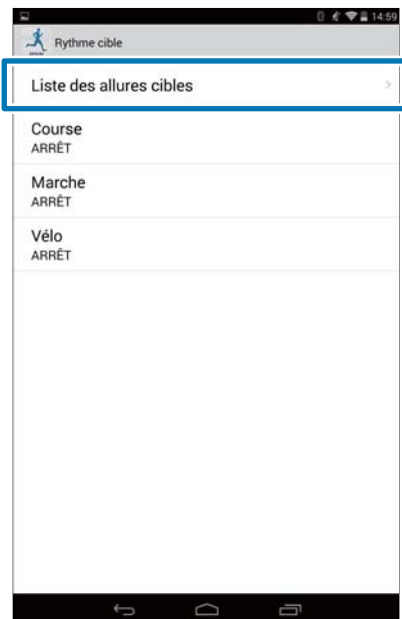 14:59
Rythme cible
Liste des allures cibles
Course
ARRÊT
Marche
ARRÊT
Vélo
ARRÊT